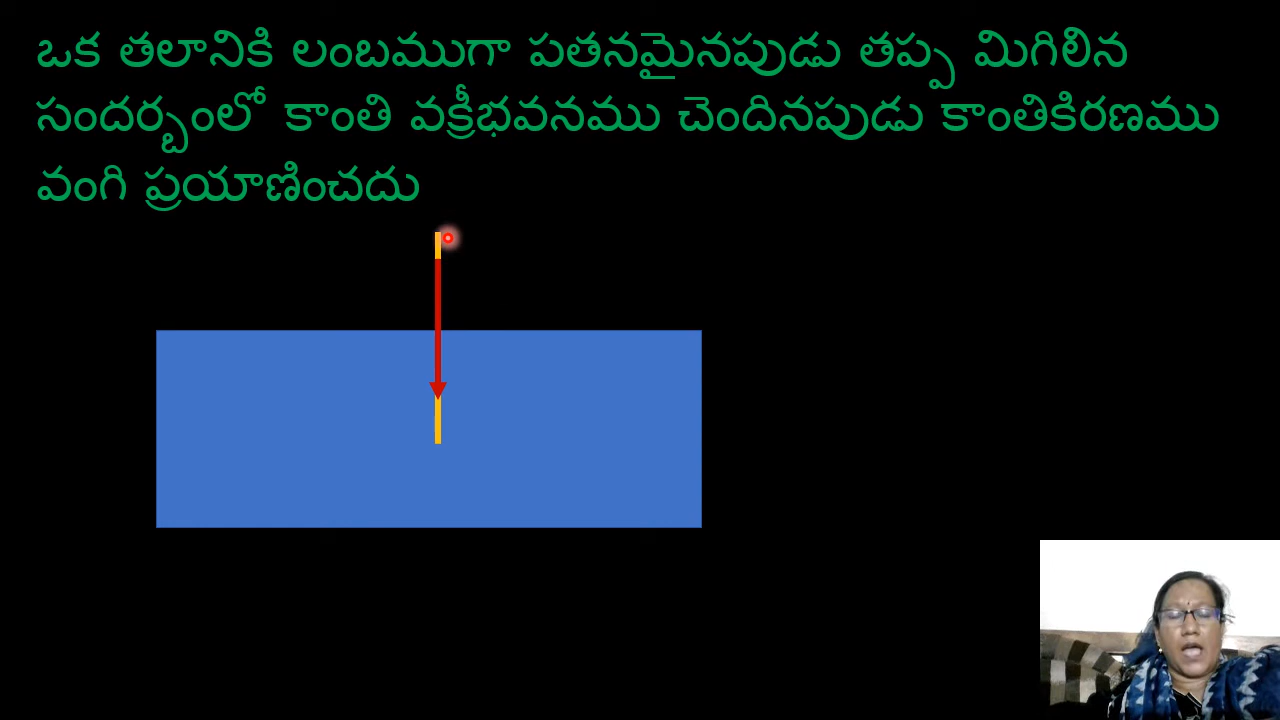 ఒక తలానికి లంబముగా పతనమైనపుడు తప్ప మిగిలిన
సందర్భంలో కాంతి వక్రీభవనము చెందినపుడు కాంతికిరణము
వంగి ప్రయాణించదు